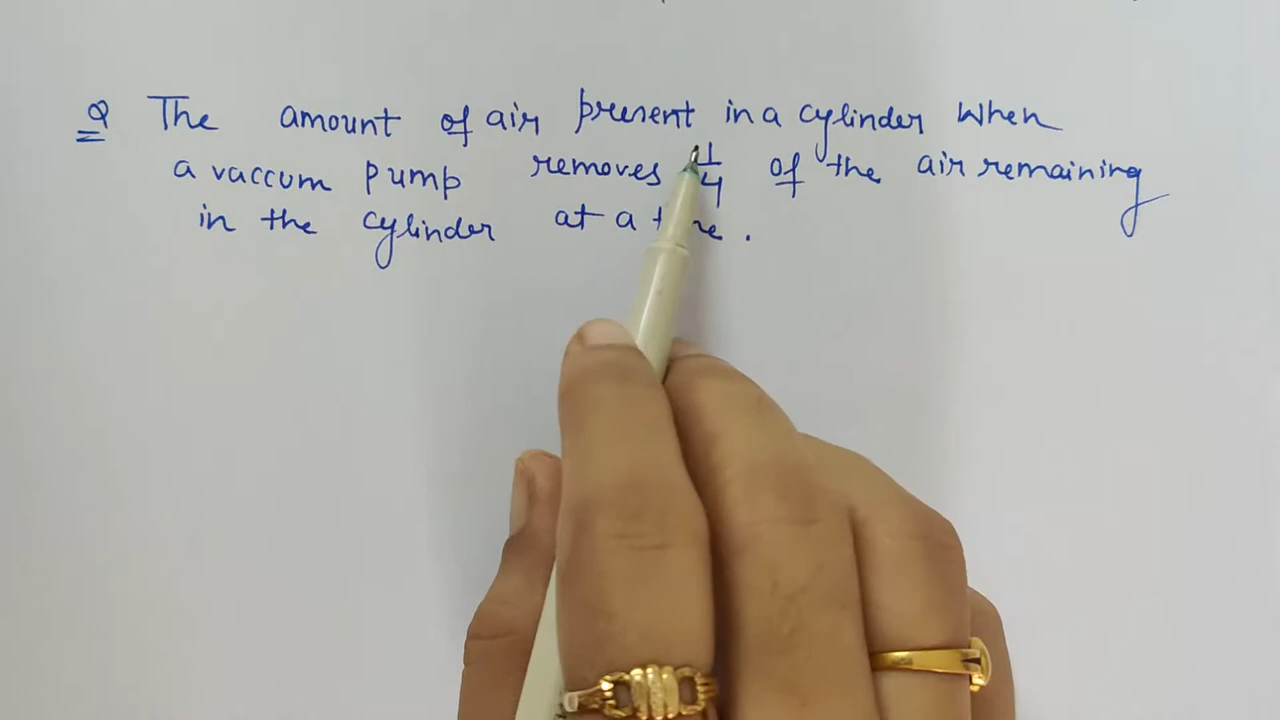 Q The amount of air present in a cylinder when
a vaccum pump removes 1/4 of the air remaining
in the cylinder at a